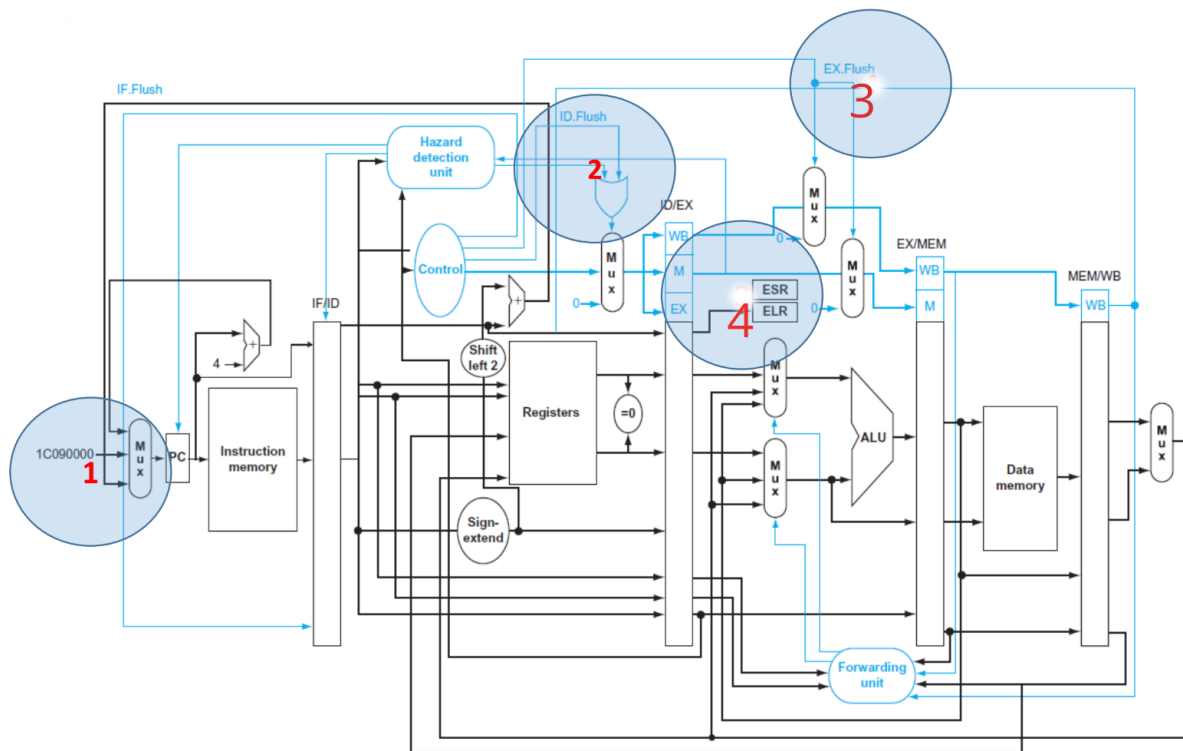 IF.Flush
EX.Flush
3
ID.Flush
Hazard
detection
unit
2
M
u
x
ID/EX
WB
M
EX
Control
M
u
x
0
0
M
u
x
0
EX/MEM
WB
M
MEM/WB
WB
ESR
ELR
4
IF/ID
+
+
4
Shift
left 2
M
u
x
Registers
=0
ALU
M
u
x
1C090000
1
M
u
x
PC
Instruction
memory
M
u
x
Data
memory
Sign-
extend
Forwarding
unit